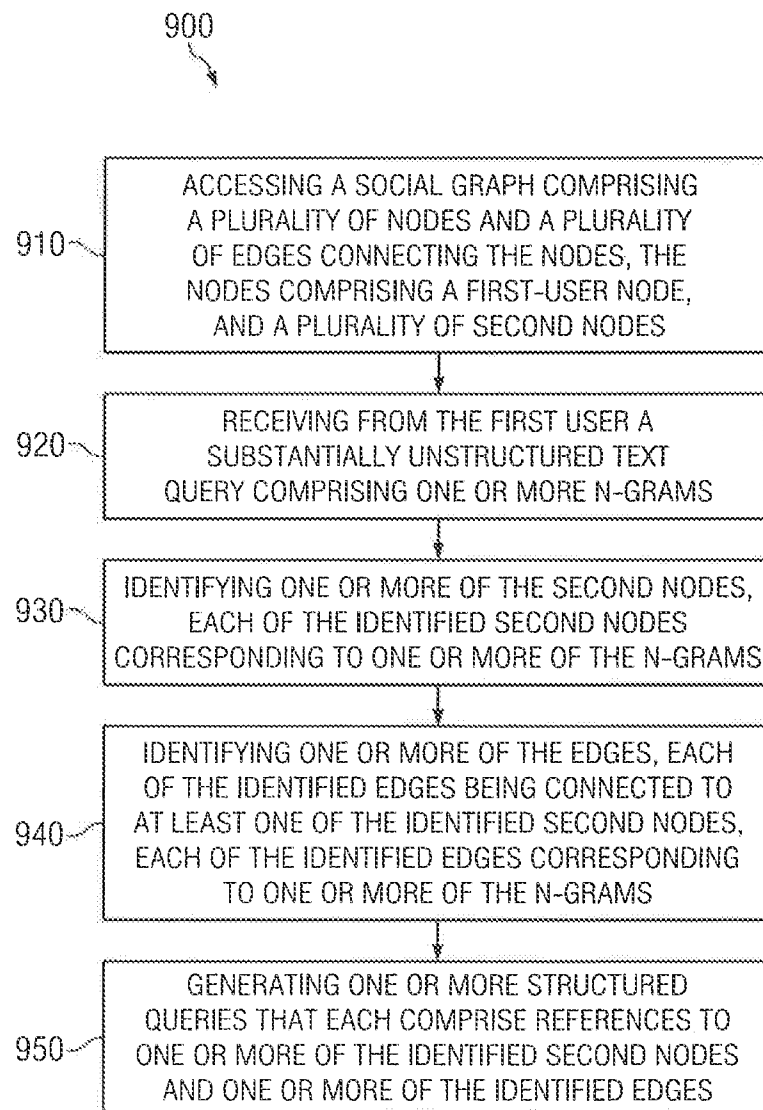 900
910
ACCESSING A SOCIAL GRAPH COMPRISING
A PLURALITY OF NODES AND A PLURALITY
OF EDGES CONNECTING THE NODES, THE
NODES COMPRISING A FIRST-USER NODE,
AND A PLURALITY OF SECOND NODES
920
RECEIVING FROM THE FIRST USER A
SUBSTANTIALLY UNSTRUCTURED TEXT
QUERY COMPRISING ONE OR MORE N-GRAMS
930
IDENTIFYING ONE OR MORE OF THE SECOND NODES,
EACH OF THE IDENTIFIED SECOND NODES
CORRESPONDING TO ONE OR MORE OF THE N-GRAMS
940
IDENTIFYING ONE OR MORE OF THE EDGES, EACH
OF THE IDENTIFIED EDGES BEING CONNECTED TO
AT LEAST ONE OF THE IDENTIFIED SECOND NODES,
EACH OF THE IDENTIFIED EDGES CORRESPONDING
TO ONE OR MORE OF THE N-GRAMS
950
GENERATING ONE OR MORE STRUCTURED
QUERIES THAT EACH COMPRISE REFERENCES TO
ONE OR MORE OF THE IDENTIFIED SECOND NODES
AND ONE OR MORE OF THE IDENTIFIED EDGES